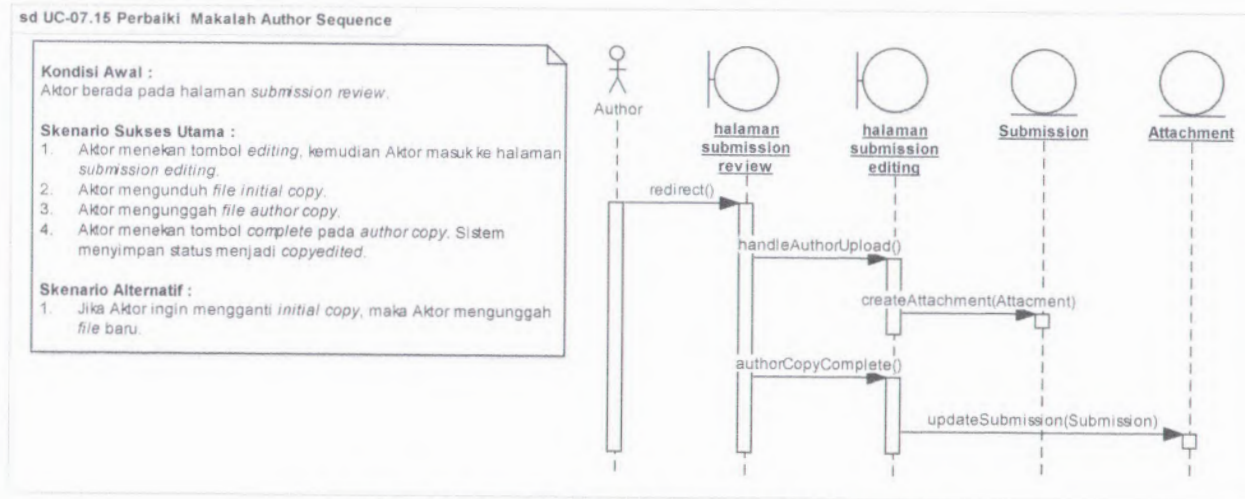 sd UC-07.15 Perbaiki Makalah Author Sequence
Kondisi Awal :
Aktor berada pada halaman submission review.
Skenario Sukses Utama :
1. Aktor menekan tombol editing, kemudian Aktor masuk ke halaman
submission editing.
2. Aktor mengunduh file initial copy.
3. Aktor mengunggah file author copy.
4. Aktor menekan tombol complete pada author copy. Sistem
menyimpan status menjadi copyedited.
Skenario Alternatif :
1. Jika Aktor ingin mengganti initial copy, maka Aktor mengunggah
file baru.
Author
halaman
submission
review
halaman
submission
editing
Submission
Attachment
redirect()
handleAuthorUpload()
createAttachment(Attacment)
authorCopyComplete()
updateSubmission(Submission)